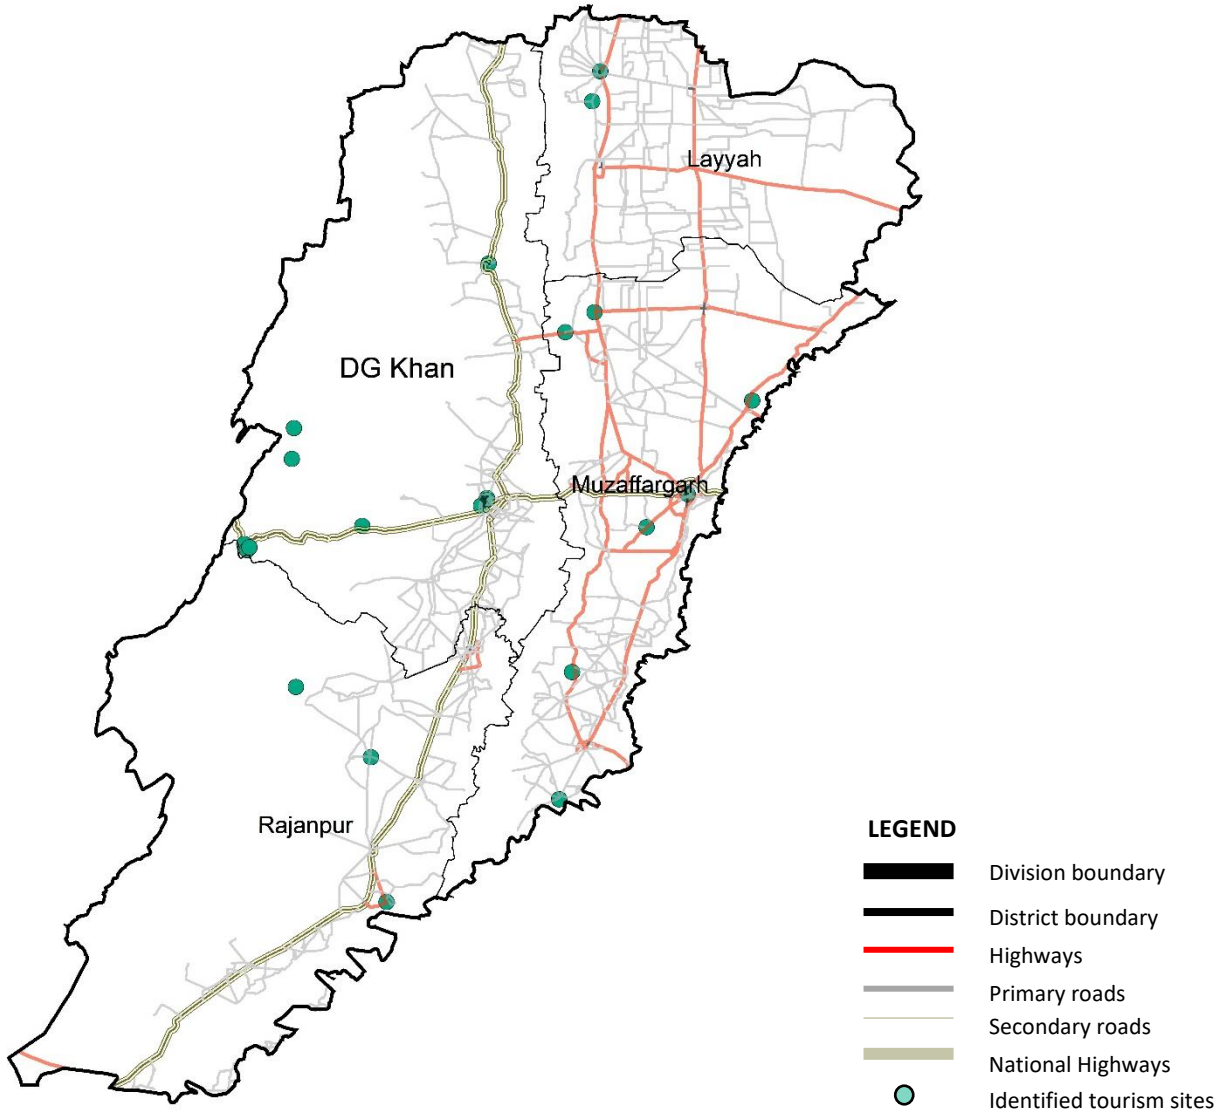 Layyah
DG Khan
Muzaffargarh
Rajanpur
LEGEND
Division boundary
District boundary
Highways
Primary roads
Secondary roads
National Highways
Identified tourism sites